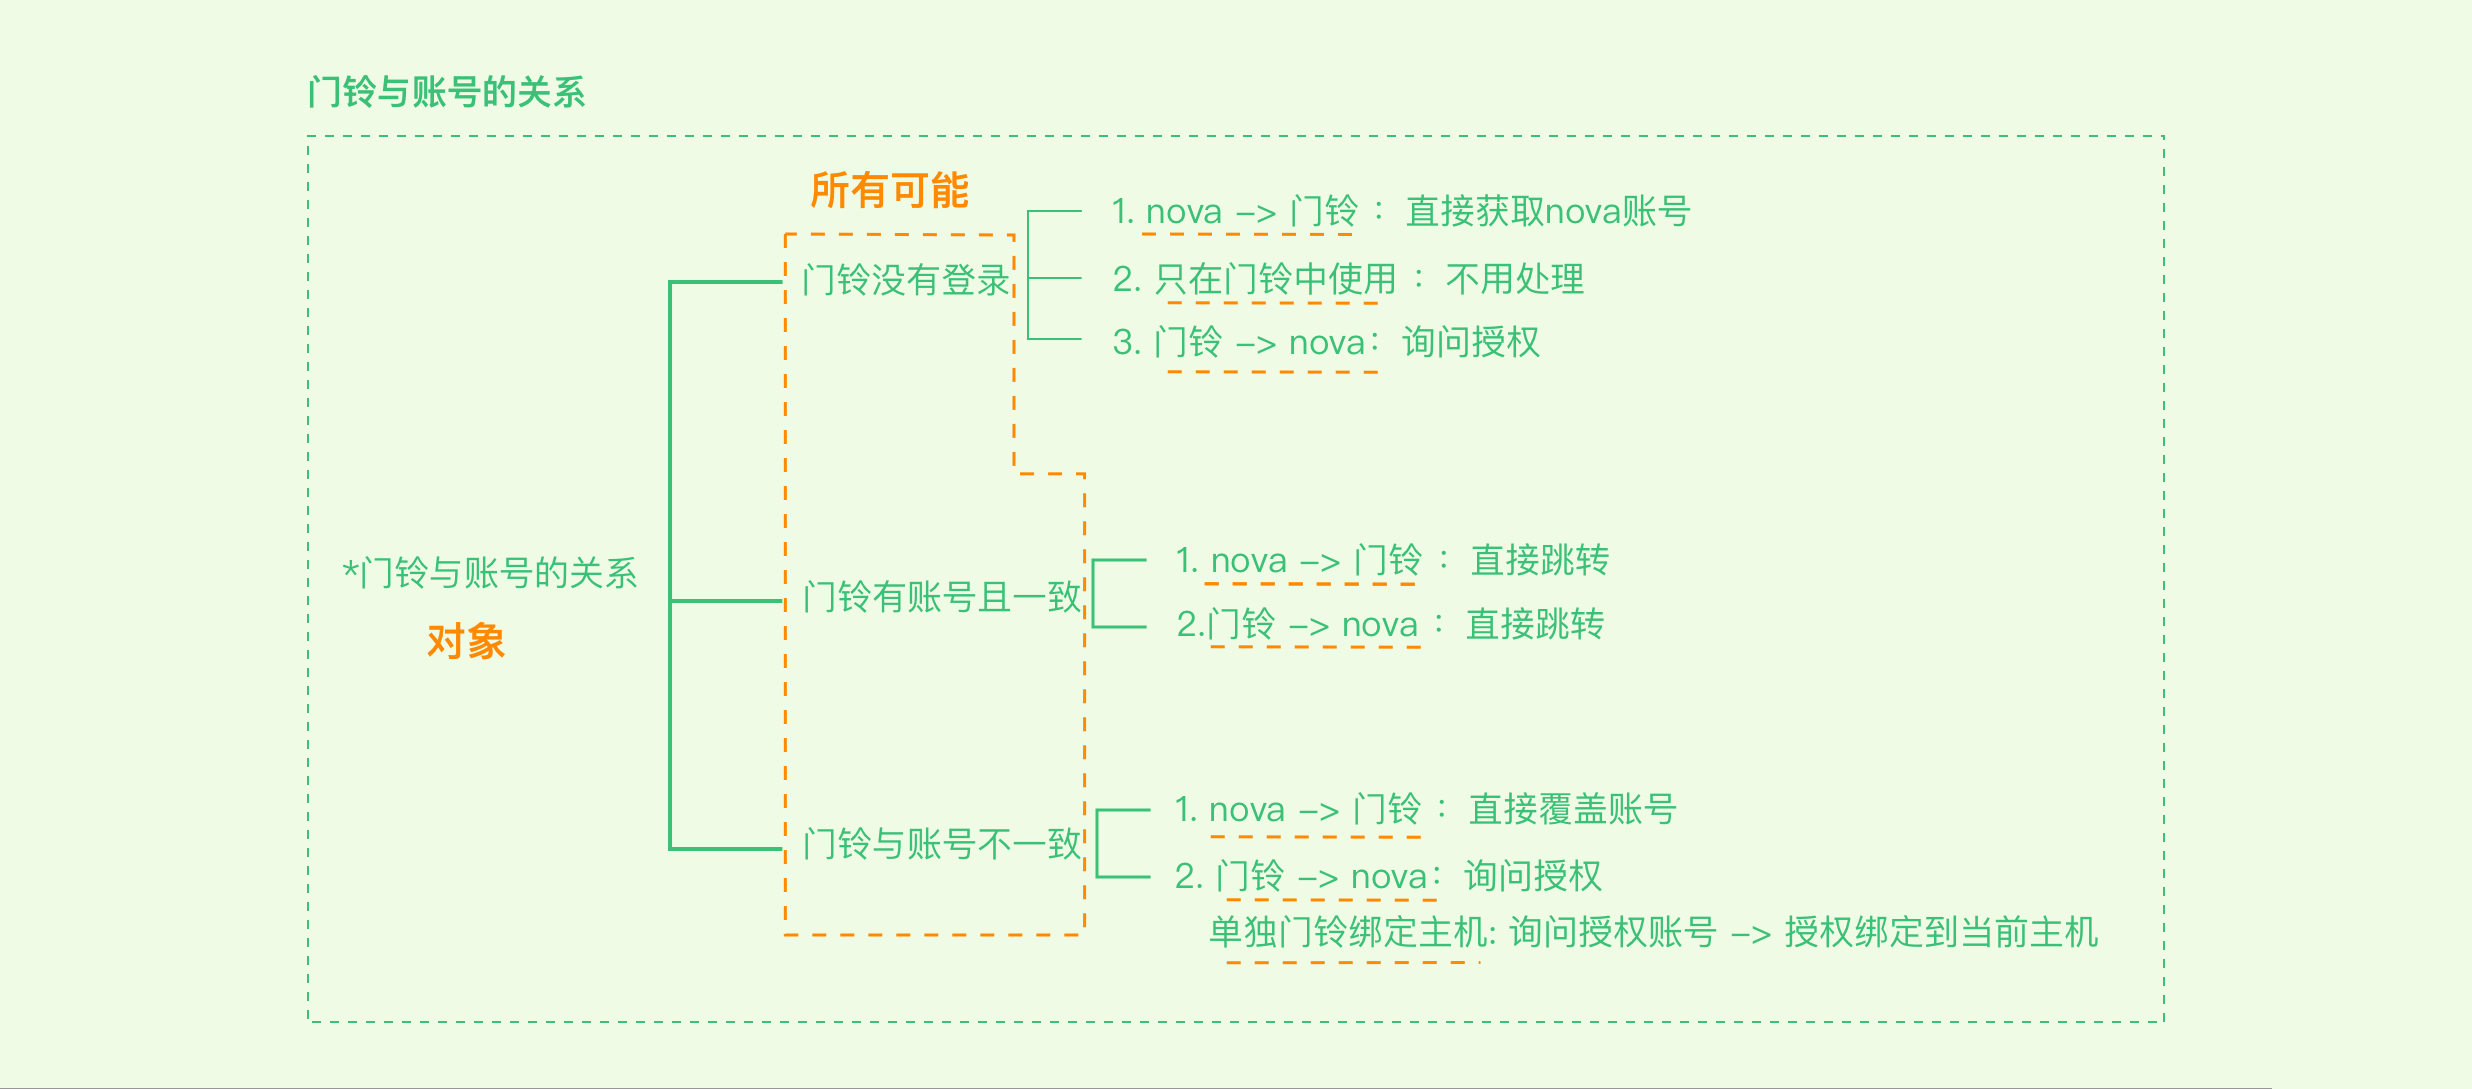 门铃与账号的关系
所有可能
门铃没有登录
1. nova -> 门铃 ： 直接获取nova账号
2. 只在门铃中使用 ： 不用处理
3. 门铃 -> nova： 询问授权
*门铃与账号的关系
对象
门铃有账号且一致
1. nova -> 门铃 ： 直接跳转
2.门铃 -> nova ： 直接跳转
门铃与账号不一致
1. nova -> 门铃 ： 直接覆盖账号
2. 门铃 -> nova： 询问授权
单独门铃绑定主机: 询问授权账号 -> 授权绑定到当前主机